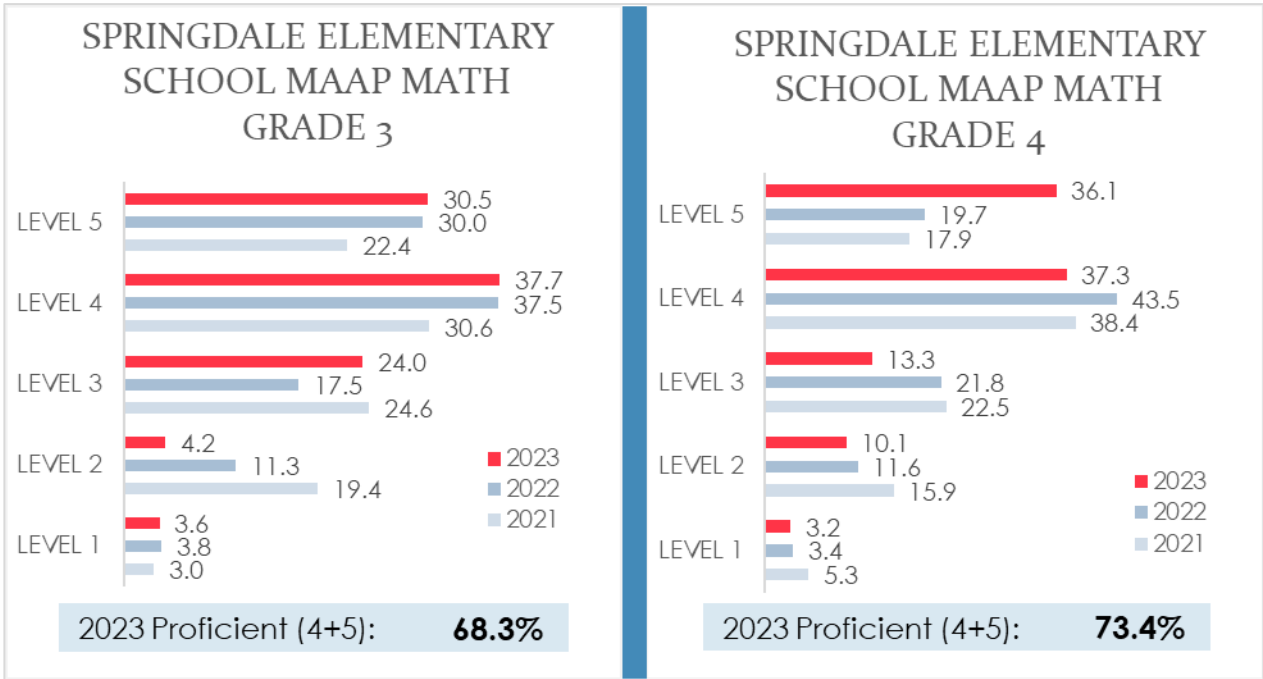 SPRINGDALE ELEMENTARY
SCHOOL MAAP MATH
GRADE 3
LEVEL 5
30.5
30.0
22.4
LEVEL 4
37.7
37.5
30.6
LEVEL 3
24.0
17.5
24.6
LEVEL 2
4.2
11.3
19.4
LEVEL 1
3.6
3.8
3.0
2023
2022
2021
2023 Proficient (4+5): 68.3%
SPRINGDALE ELEMENTARY
SCHOOL MAAP MATH
GRADE 4
LEVEL 5
36.1
19.7
17.9
LEVEL 4
37.3
43.5
38.4
LEVEL 3
13.3
21.8
22.5
LEVEL 2
10.1
11.6
15.9
LEVEL 1
3.2
3.4
5.3
2023
2022
2021
2023 Proficient (4+5): 73.4%